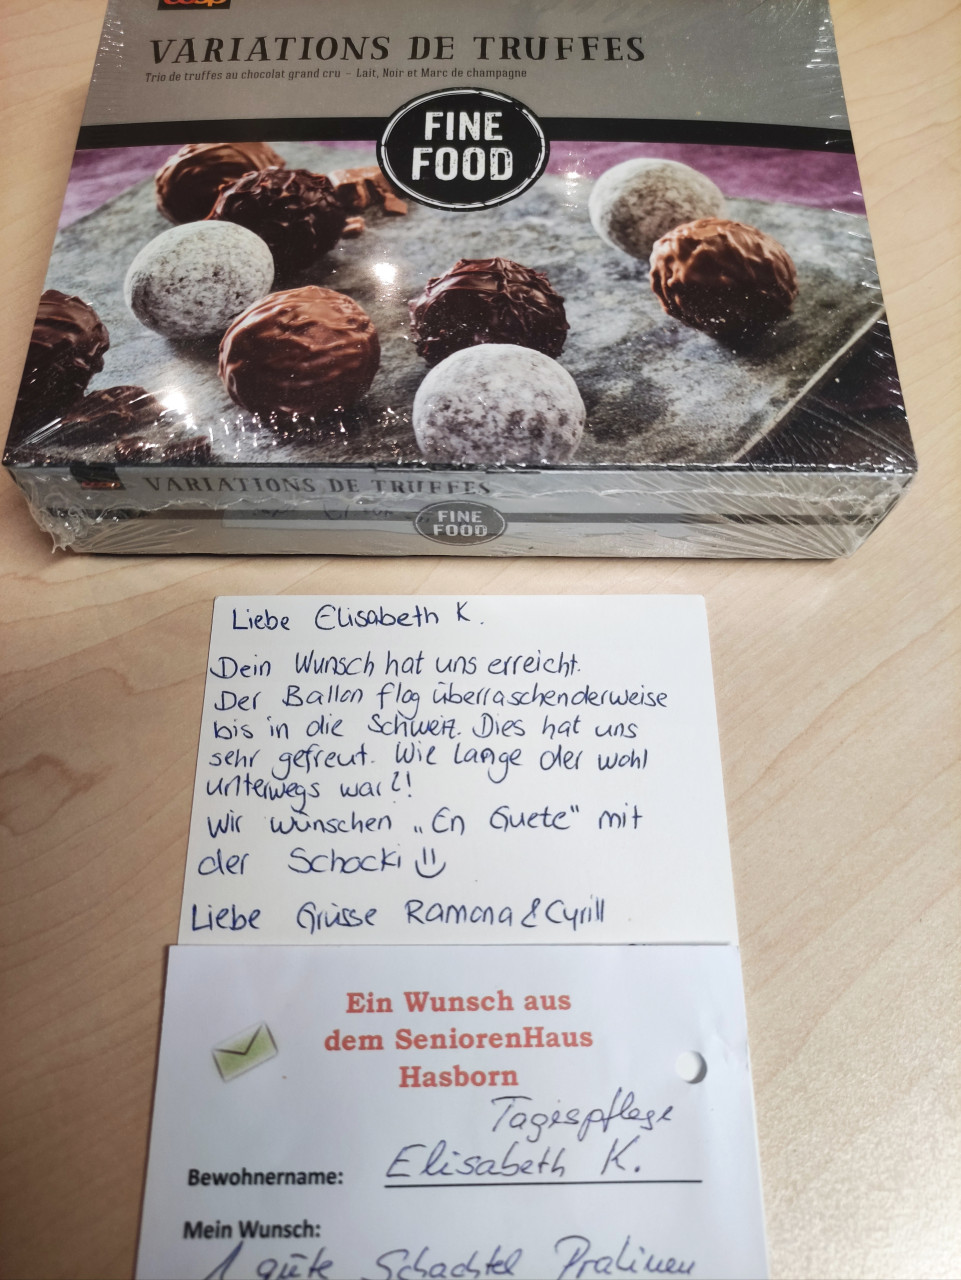 coop
VARIATIONS DE TRUFFES
Trio de truffes au chocolat grand cru - Lait, Noir et Marc de champagne
FINE
FOOD
VARIATIONS DE TRUFFES
FINE
FOOD
Liebe Elisabeth K.
Dein Wunsch hat uns erreicht.
Der Ballon flog überraschenderweise
bis in die Schweiz. Dies hat uns
sehr gefreut. Wie lange der wohl
unterwegs war?!
Wir wünschen „En Guete" mit
der Schocki
Liebe Grüsse Ramona & Cyrill
Ein Wunsch aus
dem SeniorenHaus
Hasborn
Tagespflege
Bewohnername: Elisabeth K.
Mein Wunsch:
1 gute Schachtel Pralinen